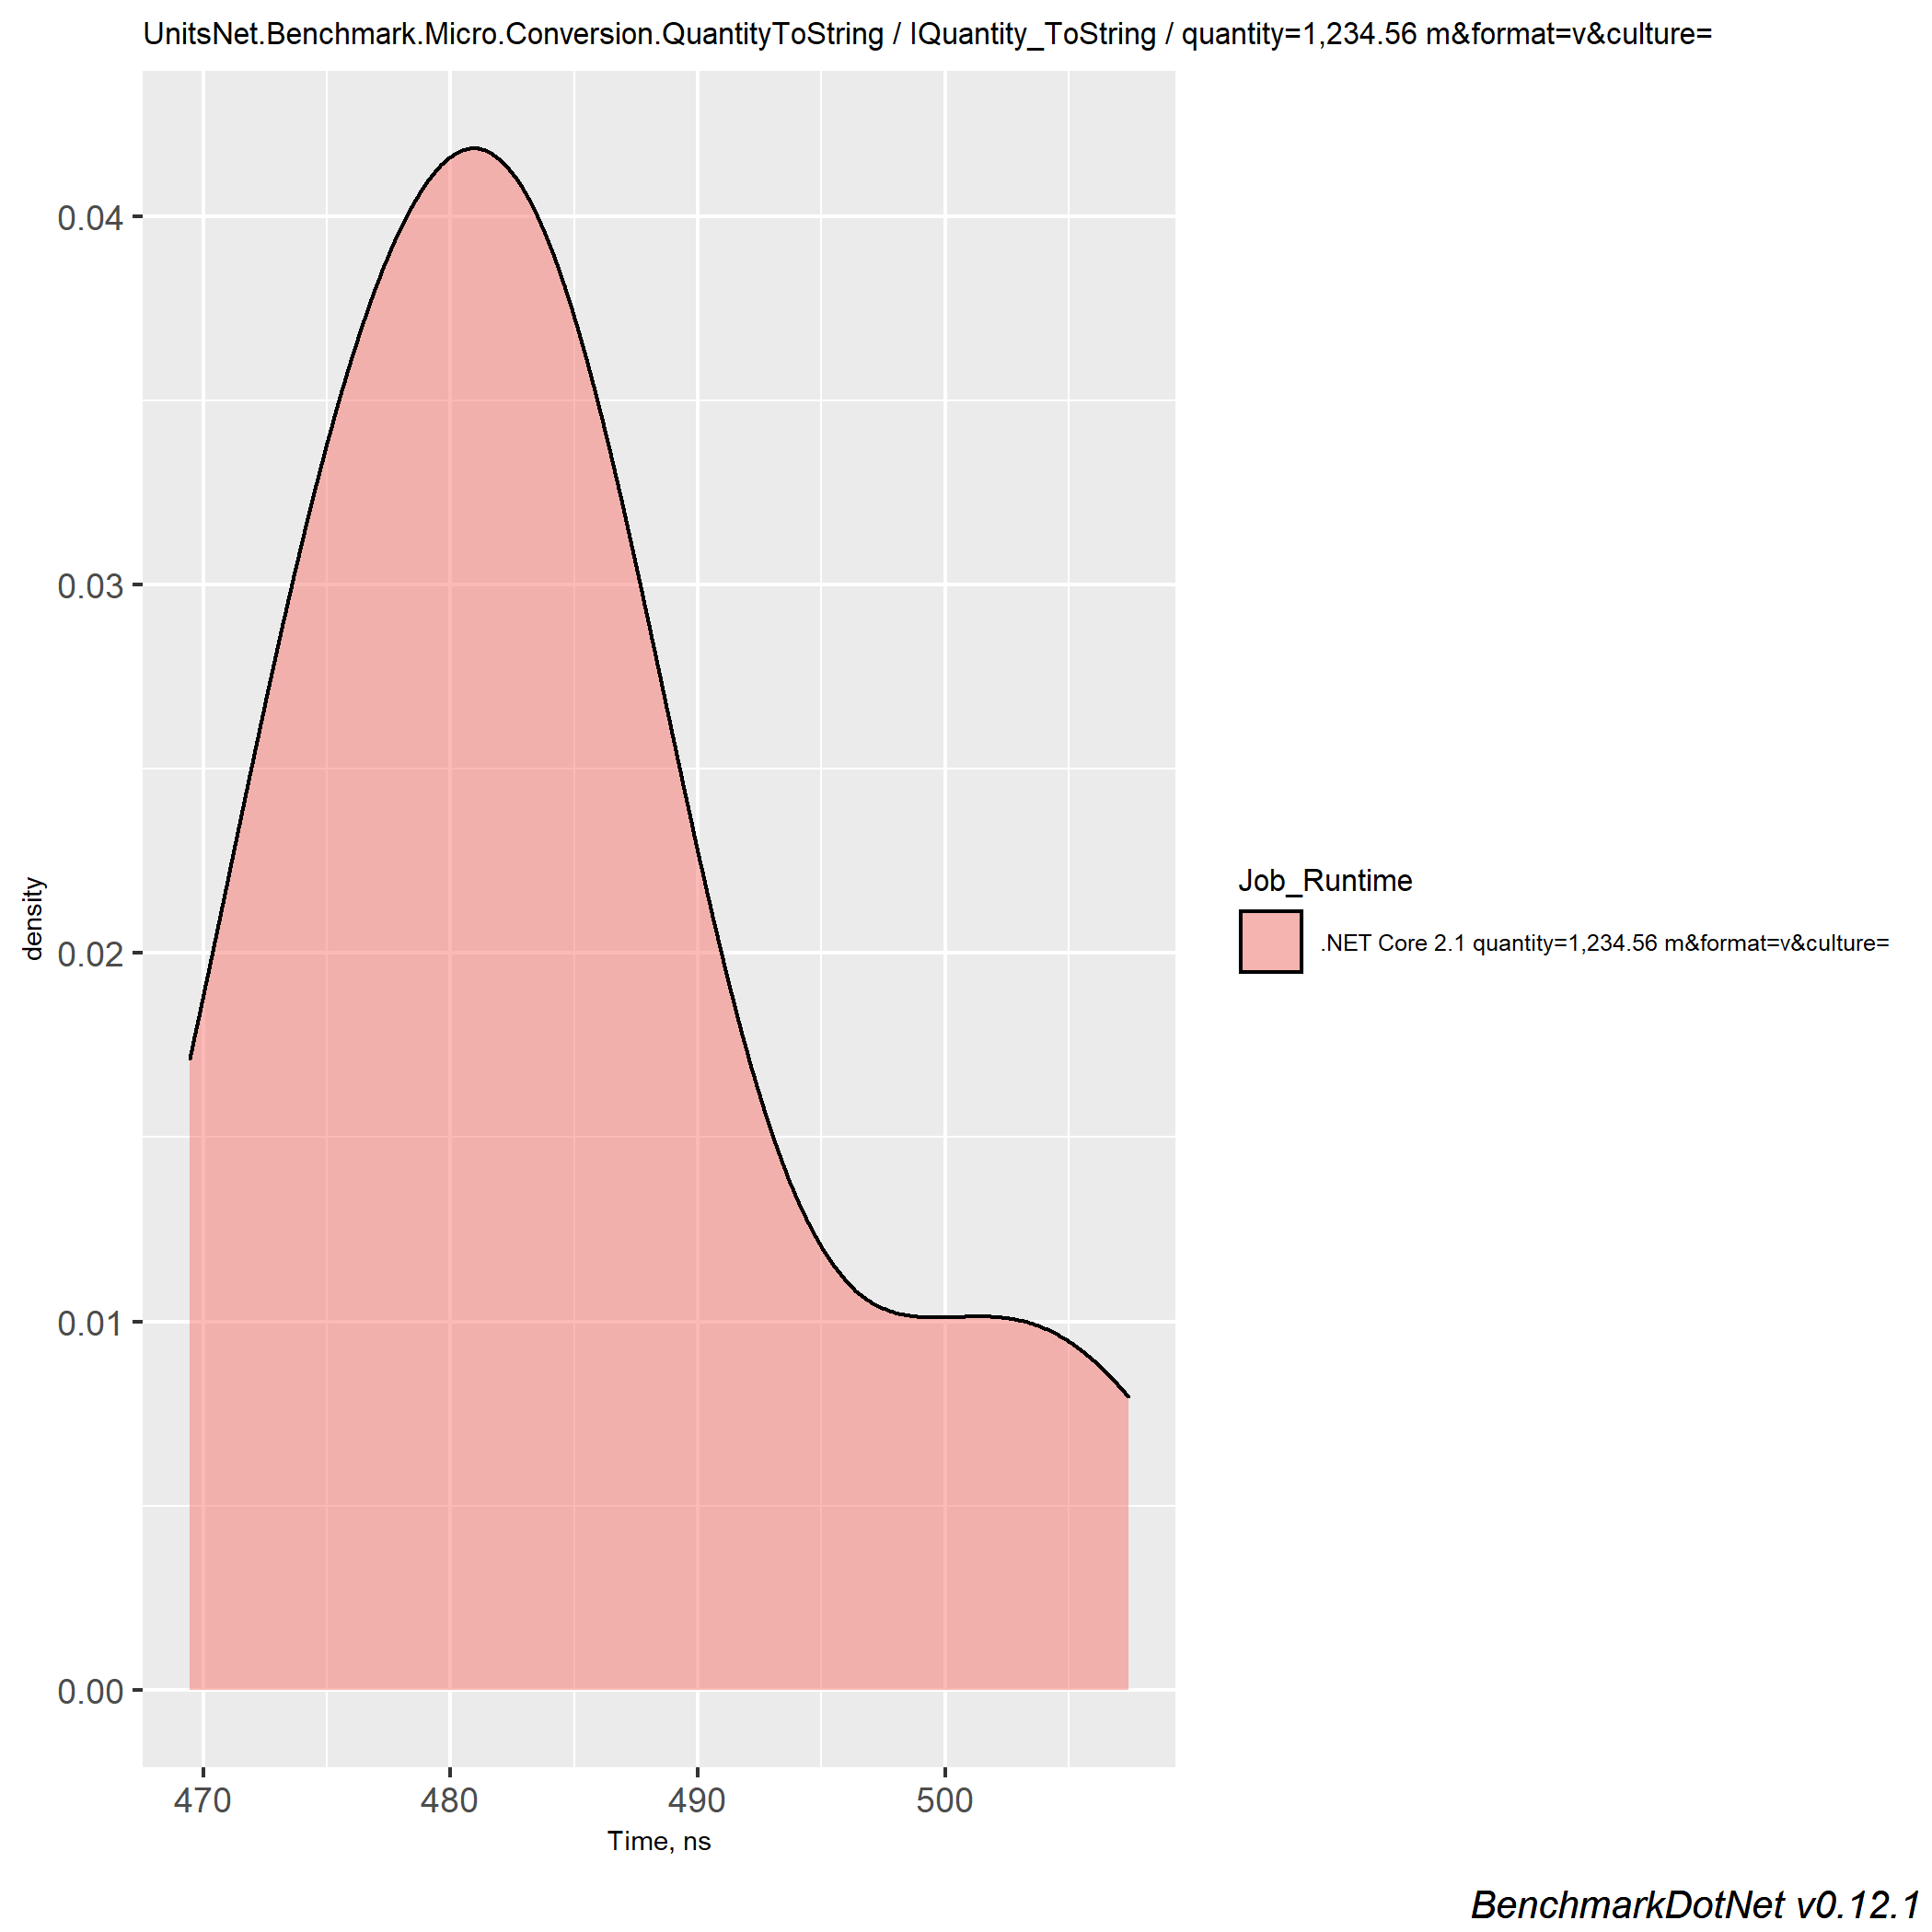 UnitsNet.Benchmark.Micro.Conversion.QuantityToString / IQuantity_ToString / quantity=1,234.56 m&format=v&culture=
0.04
0.03
0.02
0.01
0.00
density
470 480 490 500
Time, ns
Job_Runtime
.NET Core 2.1 quantity=1,234.56 m&format=v&culture=
BenchmarkDotNet v0.12.1